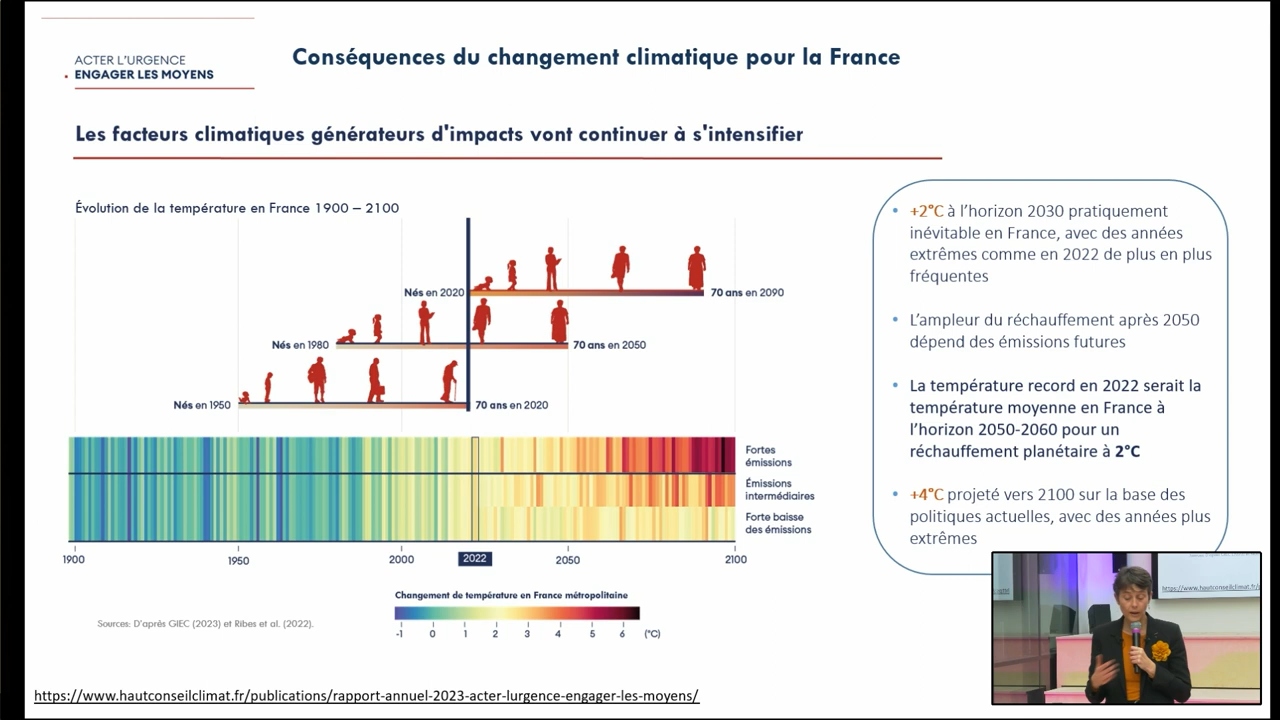 ACTER L'URGENCE
ENGAGER LES MOYENS
Conséquences du changement climatique pour la France
Les facteurs climatiques générateurs d'impacts vont continuer à s'intensifier
Évolution de la température en France 1900 – 2100
Nés en 2020
70 ans en 2090
Nés en 1980
70 ans en 2050
Nés en 1950
70 ans en 2020
Fortes
émissions
Émissions
intermédiaires
Forte baisse
des émissions
1900
1950
2000
2022
2050
2100
Changement de température en France métropolitaine
-1 0 1 2 3 4 5 6 (°C)
Sources: D'après GIEC (2023) et Ribes et al. (2022).
• +2°C à l'horizon 2030 pratiquement
inévitable en France, avec des années
extrêmes comme en 2022 de plus en plus
fréquentes
• L'ampleur du réchauffement après 2050
dépend des émissions futures
• La température record en 2022 serait la
température moyenne en France à
l'horizon 2050-2060 pour un
réchauffement planétaire à 2°C
• +4°C projeté vers 2100 sur la base des
politiques actuelles, avec des années plus
extrêmes
https://www.hautconseilclimat.fr/publications/rapport-annuel-2023-acter-lurgence-engager-les-moyens/
https://www.hautconseilclimat.fr/